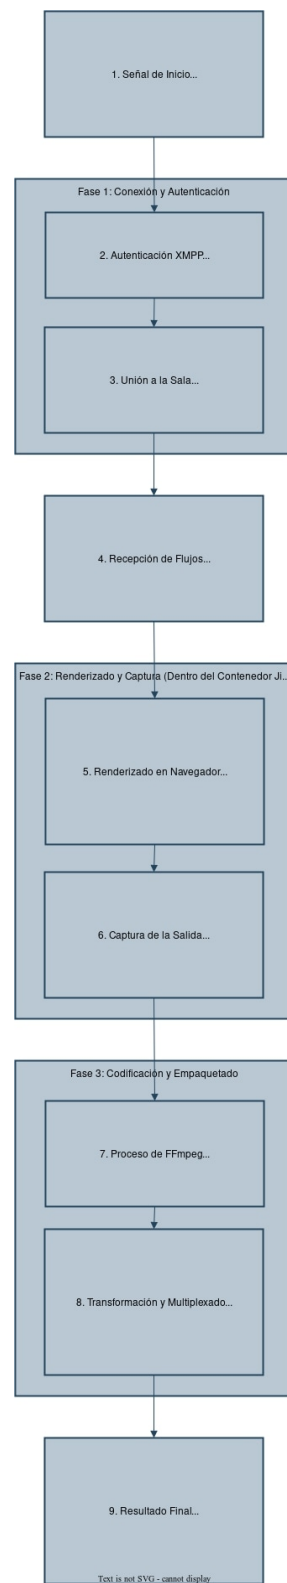 1. Señal de Inicio...
Fase 1: Conexión y Autenticación
2. Autenticación XMPP...
3. Unión a la Sala...
4. Recepción de Flujos...
Fase 2: Renderizado y Captura (Dentro del Contenedor Ji...
5. Renderizado en Navegador...
6. Captura de la Salida...
Fase 3: Codificación y Empaquetado
7. Proceso de FFmpeg...
8. Transformación y Multiplexado...
9. Resultado Final...
Text is not SVG - cannot display